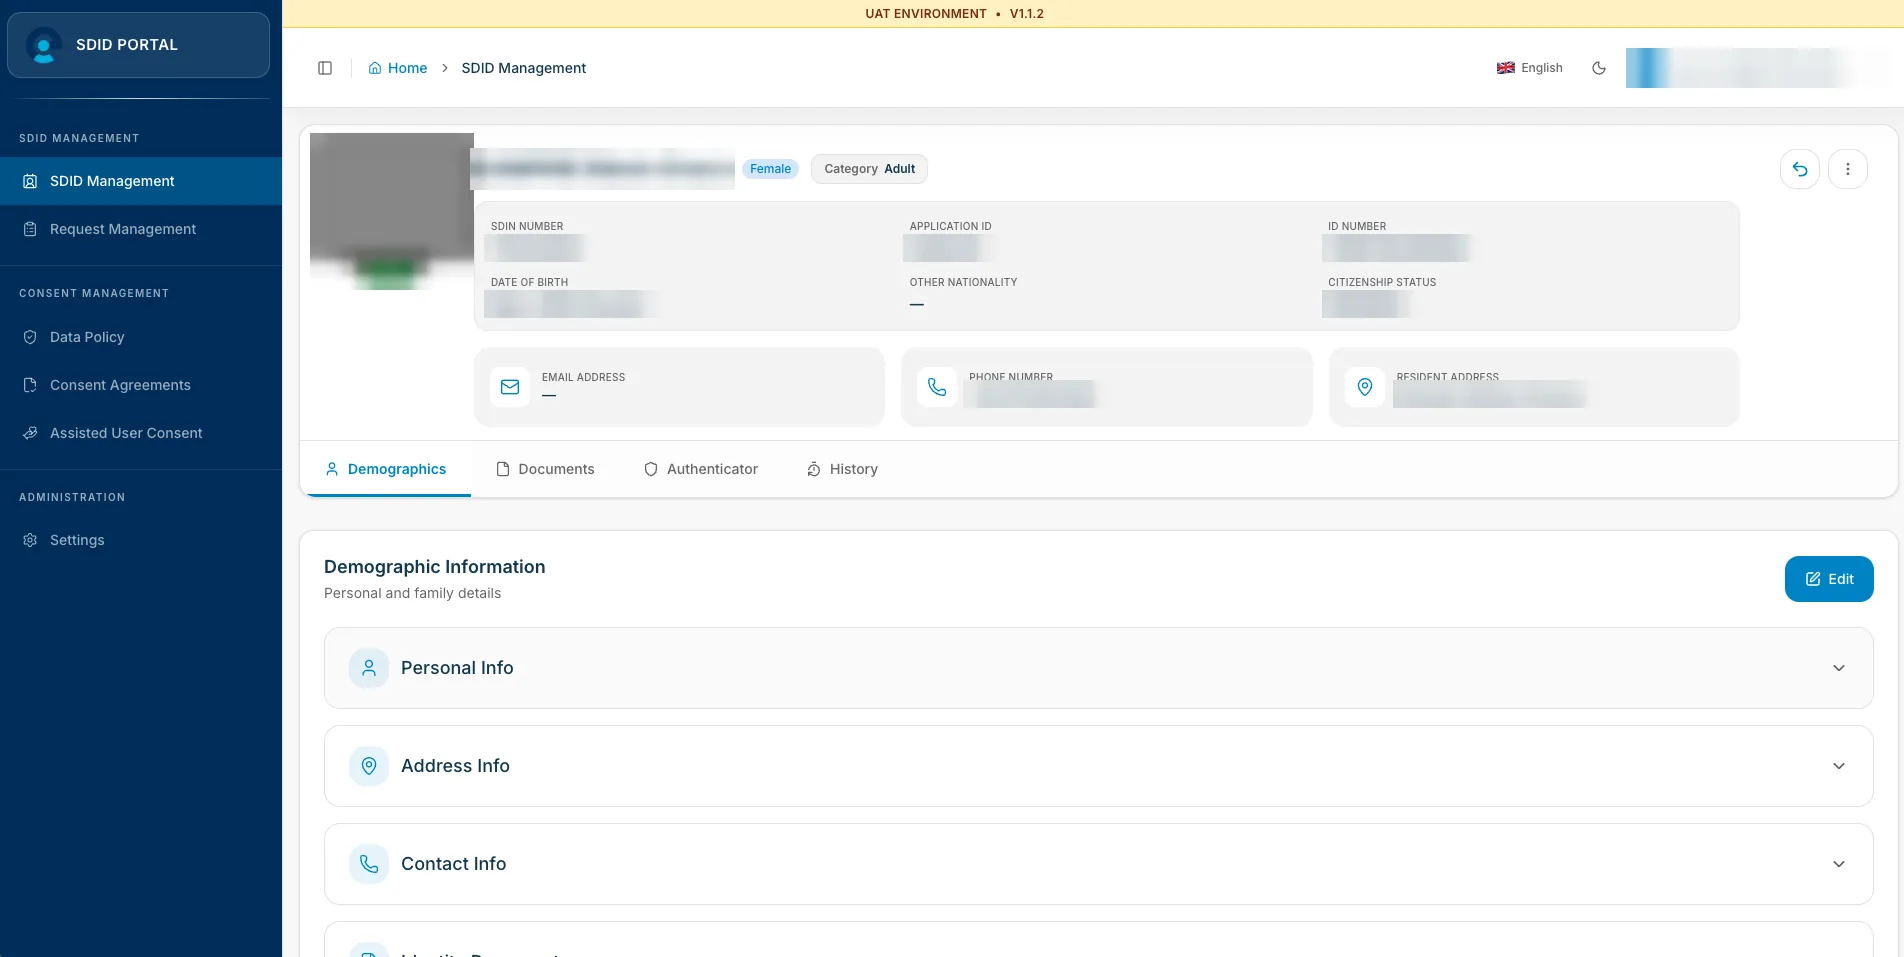 UAT ENVIRONMENT • V1.1.2
SDID PORTAL
SDID MANAGEMENT
SDID Management
Request Management
CONSENT MANAGEMENT
Data Policy
Consent Agreements
Assisted User Consent
ADMINISTRATION
Settings
Home > SDID Management
English
Female
Category Adult
SDIN NUMBER
APPLICATION ID
ID NUMBER
DATE OF BIRTH
OTHER NATIONALITY
—
CITIZENSHIP STATUS
EMAIL ADDRESS
—
PHONE NUMBER
RESIDENT ADDRESS
Demographics
Documents
Authenticator
History
Demographic Information
Personal and family details
Edit
Personal Info
Address Info
Contact Info